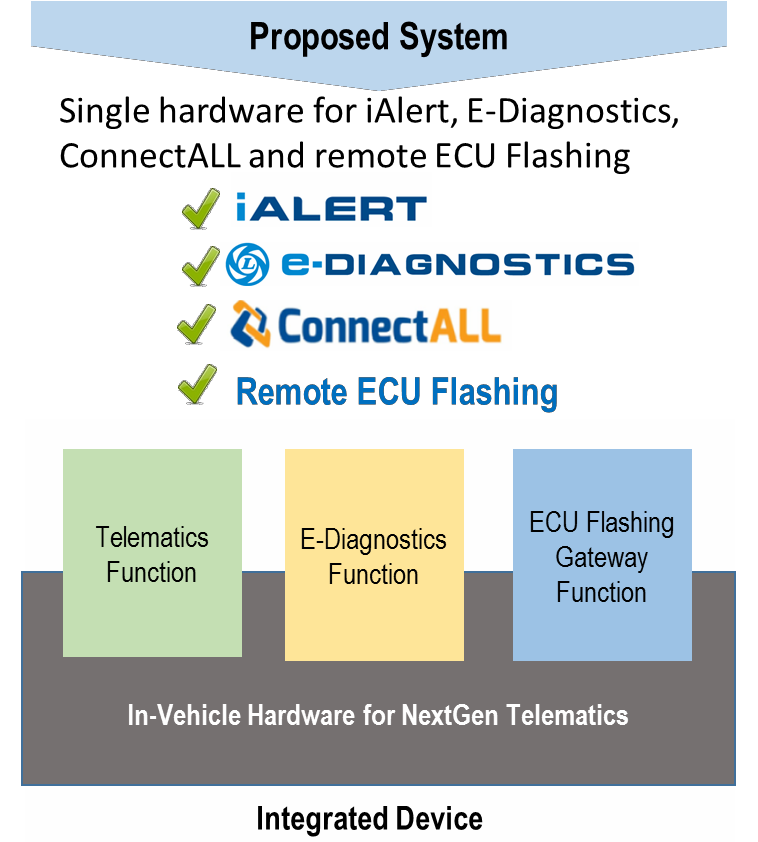 Proposed System
Single hardware for iAlert, E-Diagnostics,
ConnectALL and remote ECU Flashing
iALERT
L e-DIAGNOSTICS
ConnectALL
Remote ECU Flashing
Telematics
Function
E-Diagnostics
Function
ECU Flashing
Gateway
Function
In-Vehicle Hardware for NextGen Telematics
Integrated Device